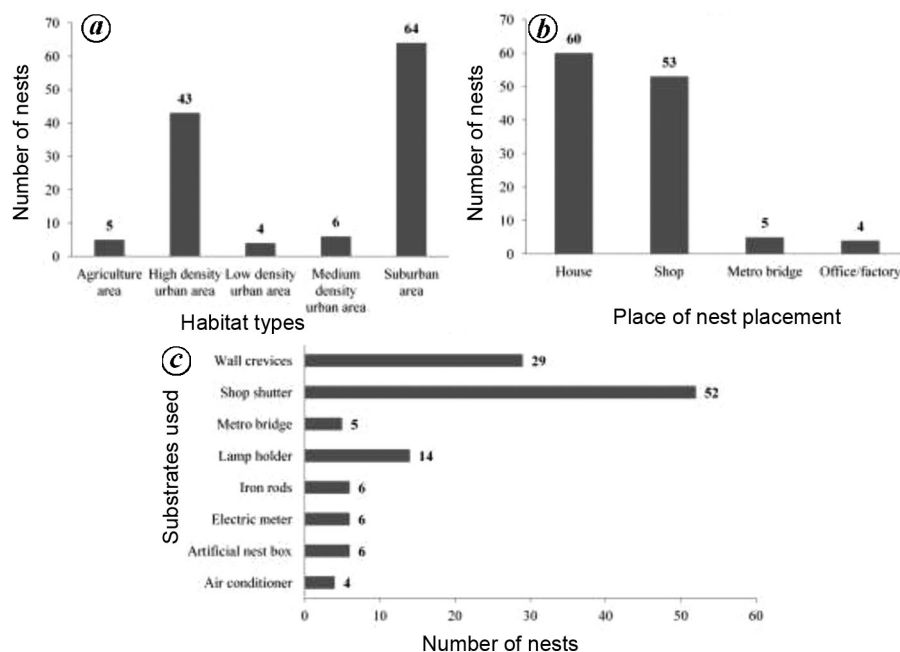 a
70
60
50
40
30
20
10
0
Number of nests
5
43
4
6
64
Agriculture area
High density urban area
Low density urban area
Medium density urban area
Suburban area
Habitat types
b
70
60
50
40
30
20
10
0
Number of nests
60
53
5
4
House
Shop
Metro bridge
Office/factory
Place of nest placement
c
Substrates used
Wall crevices 29
Shop shutter 52
Metro bridge 5
Lamp holder 14
Iron rods 6
Electric meter 6
Artificial nest box 6
Air conditioner 4
0 10 20 30 40 50 60
Number of nests